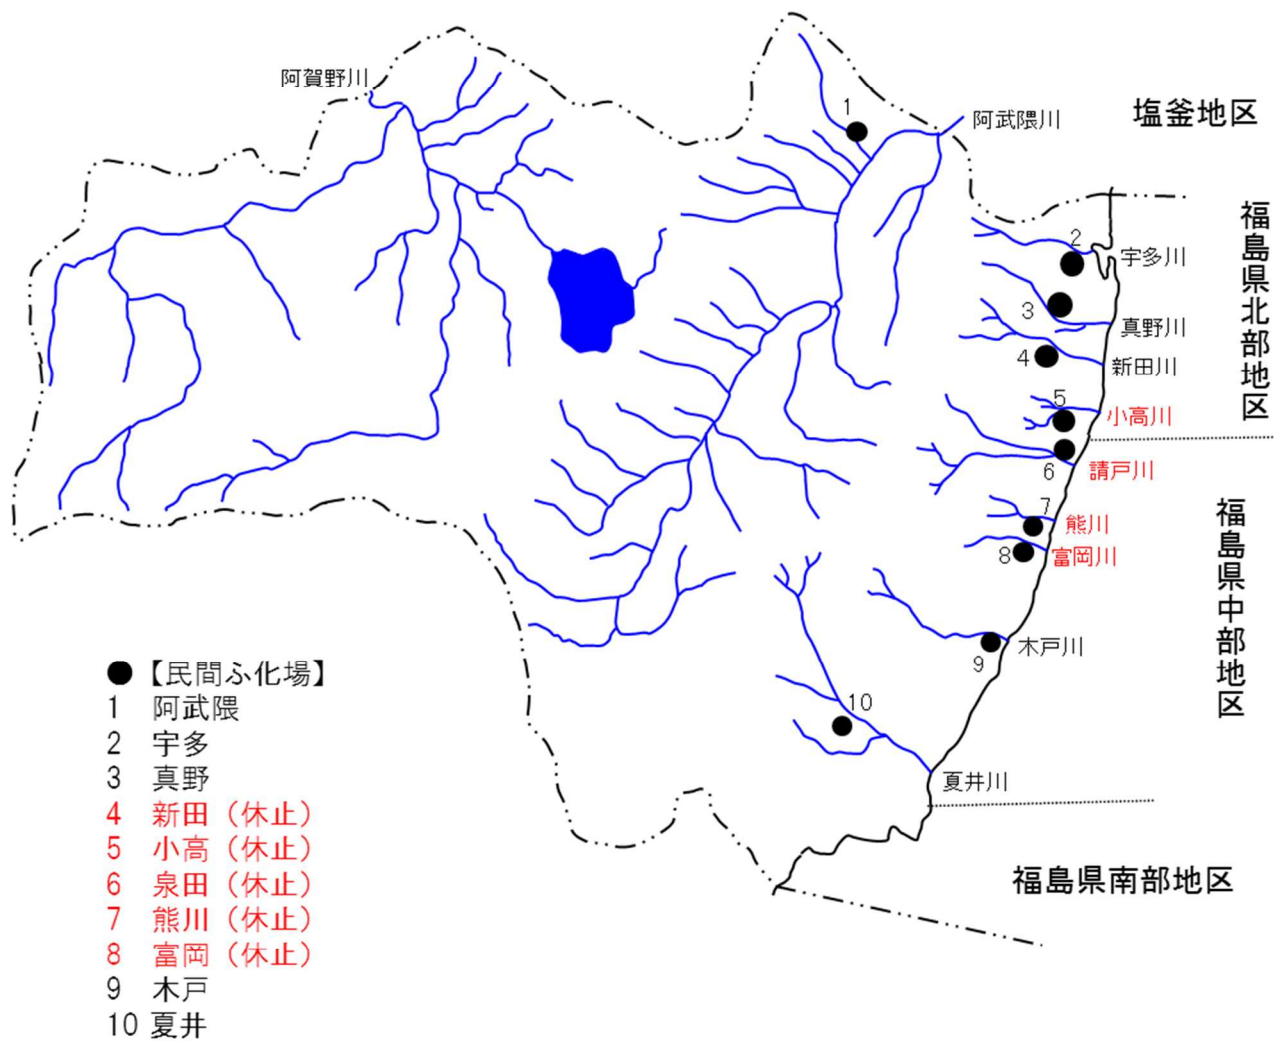 阿賀野川
1
阿武隈川
塩釜地区
福島県北部地区
2
宇多川
3
真野川
4
新田川
5
小高川
6
請戸川
7
熊川
8
富岡川
福島県中部地区
9
木戸川
10
夏井川
福島県南部地区
●【民間ふ化場】
1 阿武隈
2 宇多
3 真野
4 新田（休止）
5 小高（休止）
6 泉田（休止）
7 熊川（休止）
8 富岡（休止）
9 木戸
10 夏井